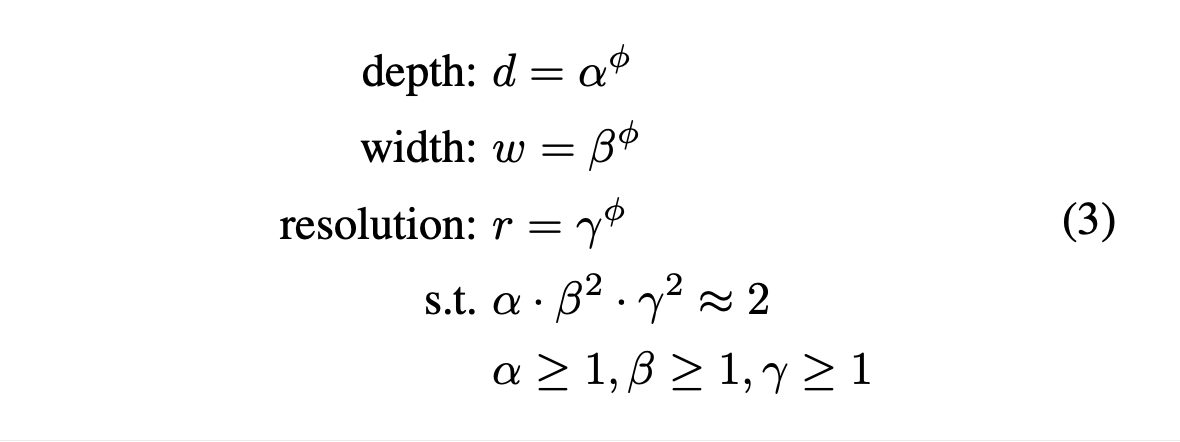 depth: d = α^ϕ
width: w = β^ϕ
resolution: r = γ^ϕ
(3)
s.t. α · β² · γ² ≈ 2
α ≥ 1, β ≥ 1, γ ≥ 1